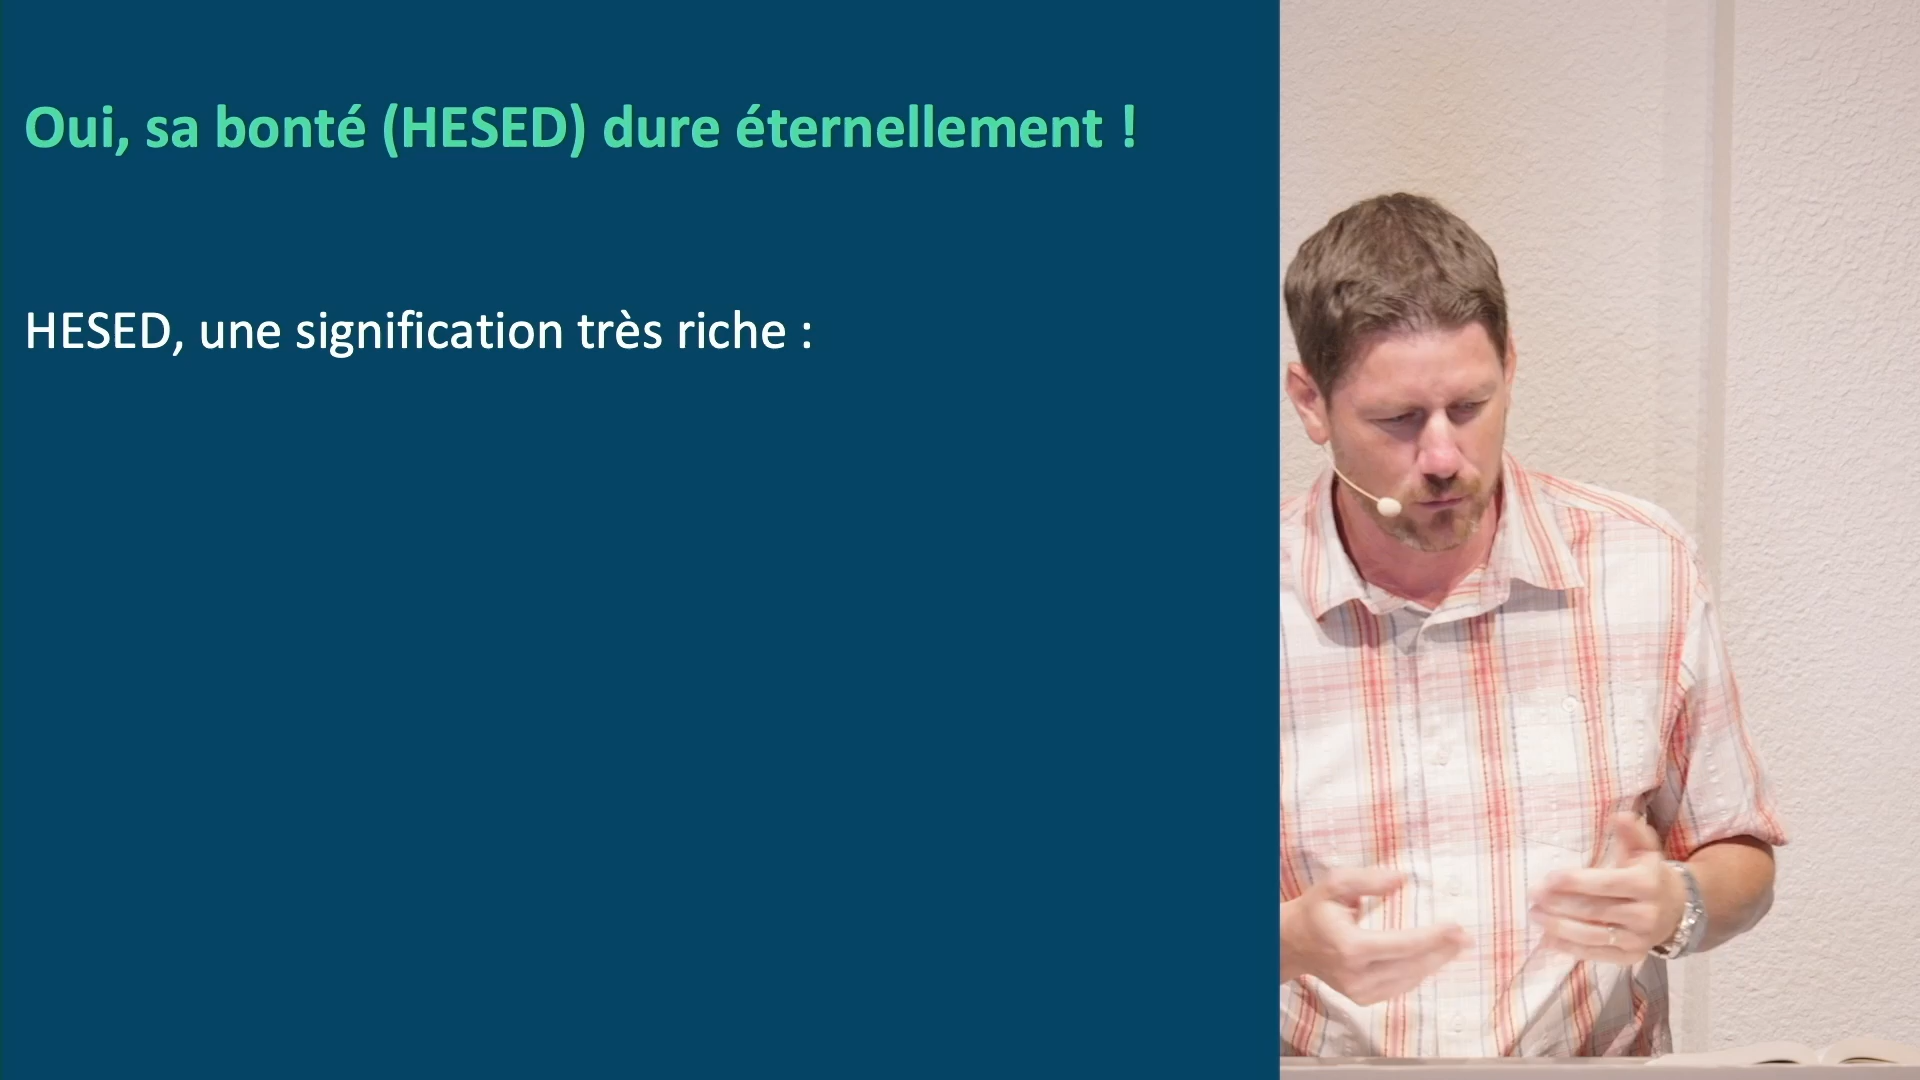 Oui, sa bonté (HESED) dure éternellement !
HESED, une signification très riche :